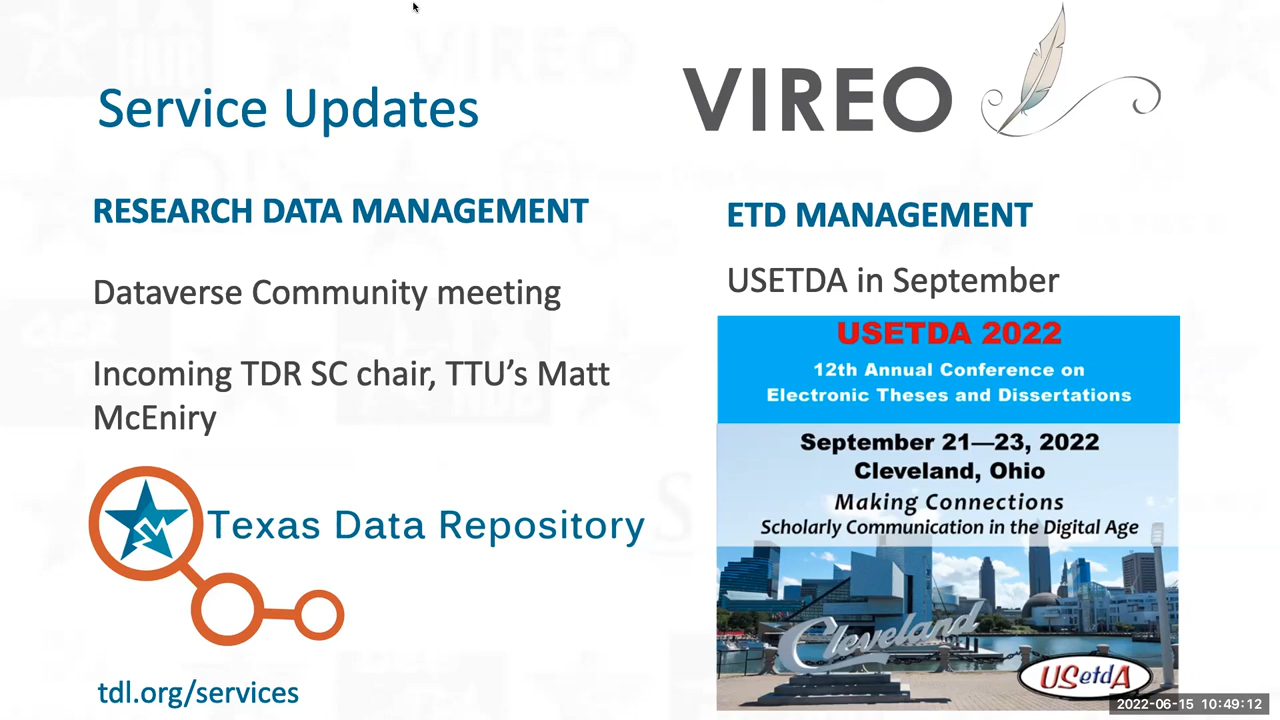 Service Updates
VIREO
RESEARCH DATA MANAGEMENT
Dataverse Community meeting
Incoming TDR SC chair, TTU’s Matt
McEniry
Texas Data Repository
tdl.org/services
ETD MANAGEMENT
USETDA in September
USETDA 2022
12th Annual Conference on
Electronic Theses and Dissertations
September 21—23, 2022
Cleveland, Ohio
Making Connections
Scholarly Communication in the Digital Age
Cleveland
USetdA
2022-06-15 10:49:12